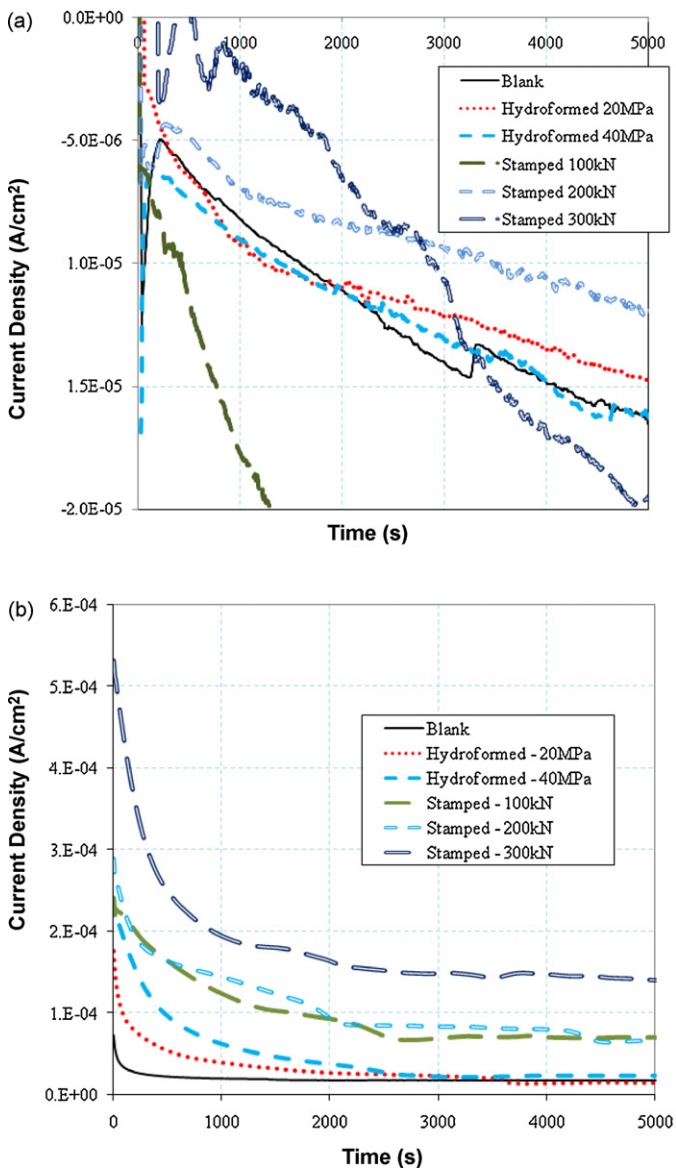 (a)
0.0E+00
0 1000 2000 3000 4000 5000
-5.0E-06
1.0E-05
1.5E-05
-2.0E-05
Current Density (A/cm²)
Blank
Hydroformed 20MPa
Hydroformed 40MPa
Stamped 100kN
Stamped 200kN
Stamped 300kN
Time (s)
(b)
6.E-04
5.E-04
4.E-04
3.E-04
2.E-04
1.E-04
0.E+00
Current Density (A/cm²)
Blank
Hydroformed - 20MPa
Hydroformed - 40MPa
Stamped - 100kN
Stamped - 200kN
Stamped - 300kN
0 1000 2000 3000 4000 5000
Time (s)